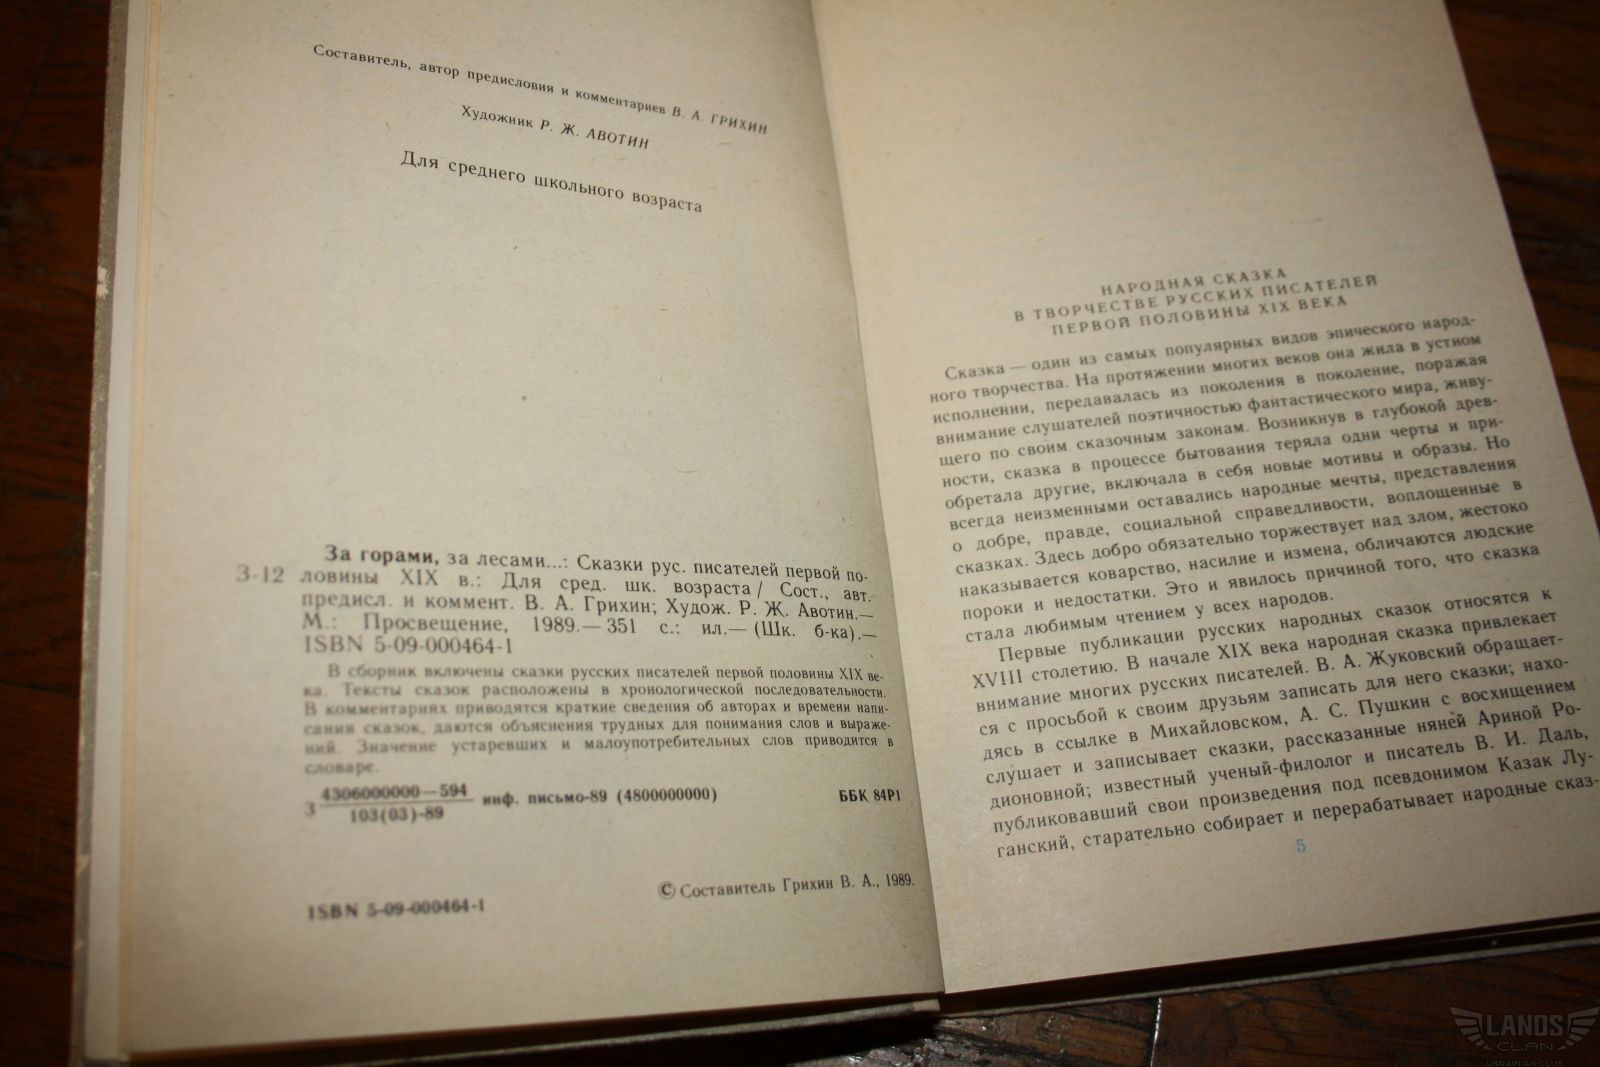 Составитель, автор предисловия и комментариев В. А. ГРИХИН
Художник Р. Ж. АВОТИН
Для среднего школьного возраста
За горами, за лесами...: Сказки рус. писателей первой по-
З-12 ловины XIX в.: Для сред. шк. возраста / Сост., авт.
предисл. и коммент. В. А. Грихин; Худож. Р. Ж. Авотин.—
М.: Просвещение, 1989.—351 с.: ил.— (Шк. б-ка).—
ISBN 5-09-000464-1
В сборник включены сказки русских писателей первой половины XIX ве-
ка. Тексты сказок расположены в хронологической последовательности.
В комментариях приводятся краткие сведения об авторах и времени напи-
сания сказок, даются объяснения трудных для понимания слов и выраже-
ний. Значение устаревших и малоупотребительных слов приводится в
словаре.
З 4306000000—594
103(03)-89 инф. письмо-89 (4800000000) ББК 84Р1
© Составитель Грихин В. А., 1989.
ISBN 5-09-000464-1
НАРОДНАЯ СКАЗКА
В ТВОРЧЕСТВЕ РУССКИХ ПИСАТЕЛЕЙ
ПЕРВОЙ ПОЛОВИНЫ XIX ВЕКА
Сказка — один из самых популярных видов эпического народ-
ного творчества. На протяжении многих веков она жила в устном
исполнении, передавалась из поколения в поколение, поражая
внимание слушателей поэтичностью фантастического мира, живу-
щего по своим сказочным законам. Возникнув в глубокой древ-
ности, сказка в процессе бытования теряла одни черты и при-
обретала другие, включала в себя новые мотивы и образы. Но
всегда неизменными оставались народные мечты, представления
о добре, правде, социальной справедливости, воплощенные в
сказках. Здесь добро обязательно торжествует над злом, жестоко
наказывается коварство, насилие и измена, обличаются людские
пороки и недостатки. Это и явилось причиной того, что сказка
стала любимым чтением у всех народов.
Первые публикации русских народных сказок относятся к
XVIII столетию. В начале XIX века народная сказка привлекает
внимание многих русских писателей. В. А. Жуковский обращает-
ся с просьбой к своим друзьям записать для него сказки; нахо-
дясь в ссылке в Михайловском, А. С. Пушкин с восхищением
слушает и записывает сказки, рассказанные няней Ариной Ро-
дионовной; известный ученый-филолог и писатель В. И. Даль,
публиковавший свои произведения под псевдонимом Казак Лу-
ганский, старательно собирает и перерабатывает народные сказ-
5
LANDS
CLAN
UKRAINIAN CLUB